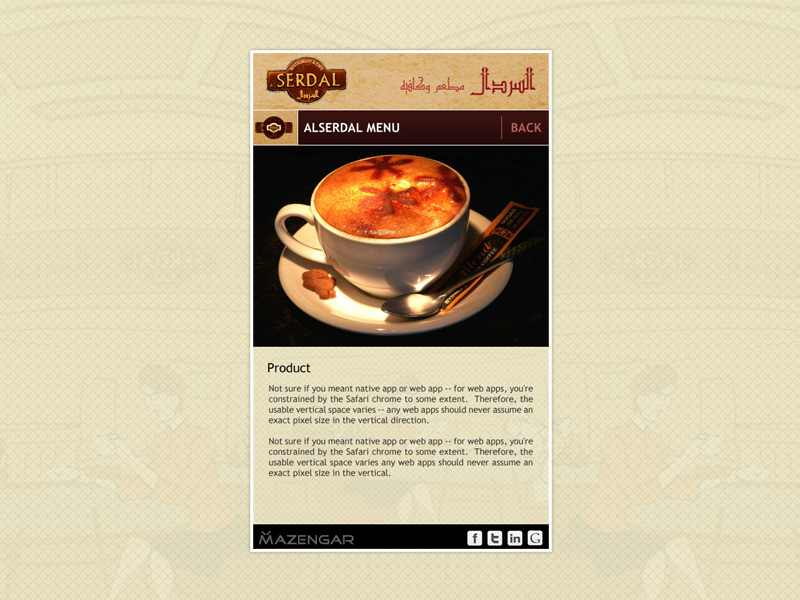 RESTAURANT & CAFE
AL SERDAL
السردال
مطعم وكافيه السردال
ALSERDAL MENU
BACK
Product
Not sure if you meant native app or web app -- for web apps, you're
constrained by the Safari chrome to some extent. Therefore, the
usable vertical space varies -- any web apps should never assume an
exact pixel size in the vertical direction.
Not sure if you meant native app or web app -- for web apps, you're
constrained by the Safari chrome to some extent. Therefore, the
usable vertical space varies any web apps should never assume an
exact pixel size in the vertical.
MAZENGAR
f
t
in
G